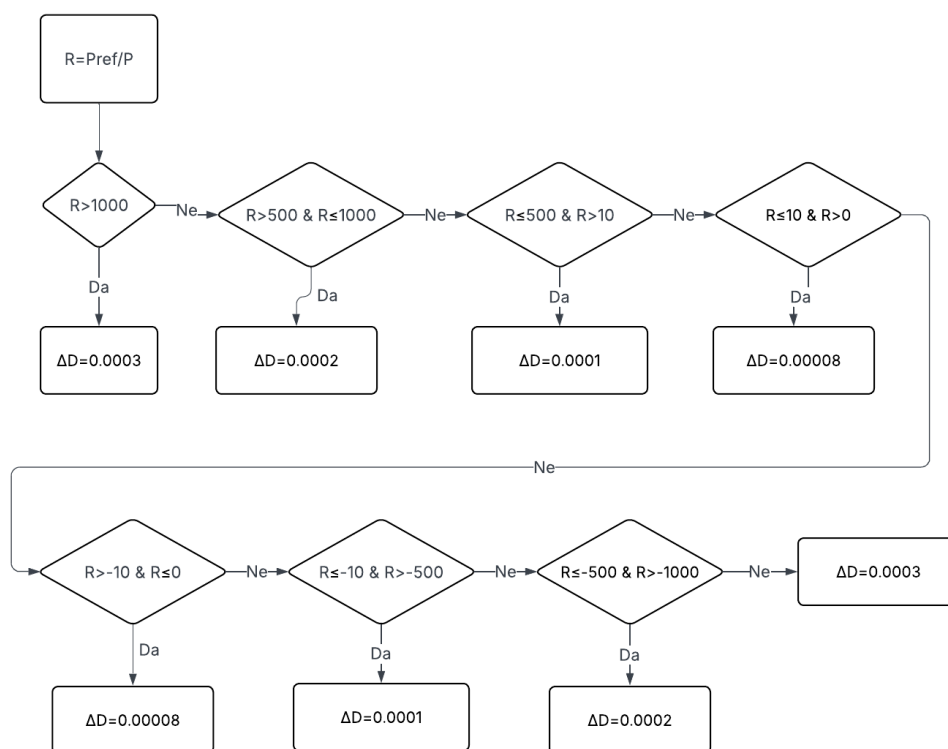 R=Pref/P
R>1000
Ne
R>500 & R≤1000
Ne
R≤500 & R>10
Ne
R≤10 & R>0
Da
Da
Da
Da
ΔD=0.0003
ΔD=0.0002
ΔD=0.0001
ΔD=0.00008
Ne
R>-10 & R≤0
Ne
R≤-10 & R>-500
Ne
R≤-500 & R>-1000
Ne
ΔD=0.0003
Da
Da
Da
ΔD=0.00008
ΔD=0.0001
ΔD=0.0002